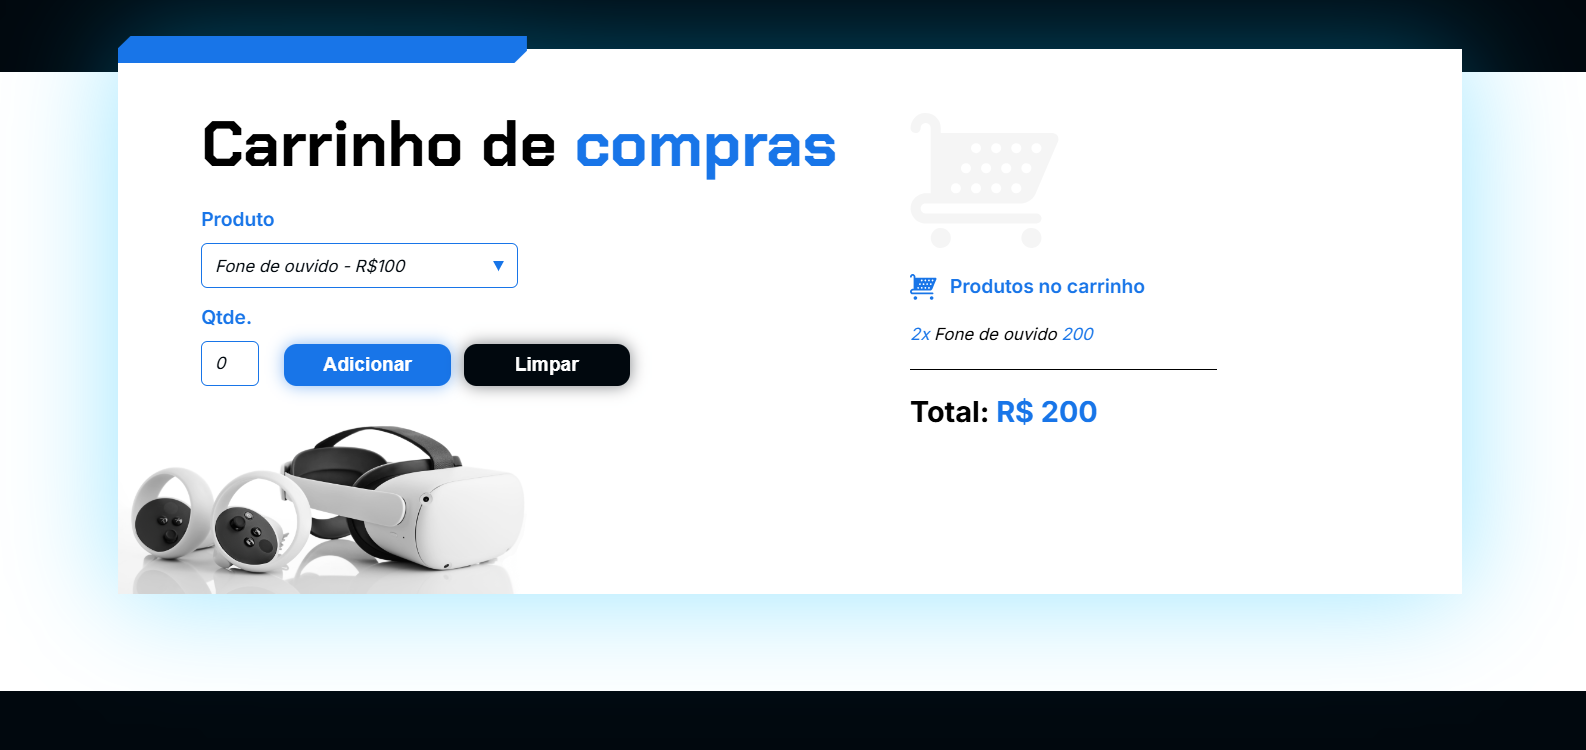 Carrinho de compras
Produto
Fone de ouvido - R$100
Qtde.
0
Adicionar
Limpar
Produtos no carrinho
2x Fone de ouvido 200
Total: R$ 200